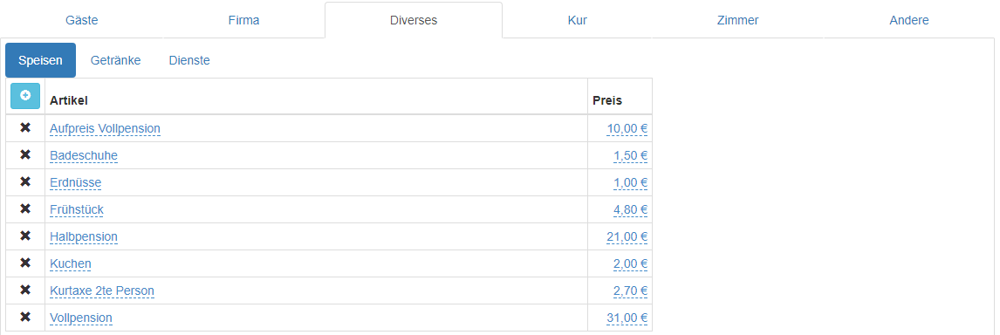 Gäste Firma Diverses Kur Zimmer Andere
Speisen Getränke Dienste
Artikel Preis
Aufpreis Vollpension 10,00 €
Badeschuhe 1,50 €
Erdnüsse 1,00 €
Frühstück 4,80 €
Halbpension 21,00 €
Kuchen 2,00 €
Kurtaxe 2te Person 2,70 €
Vollpension 31,00 €